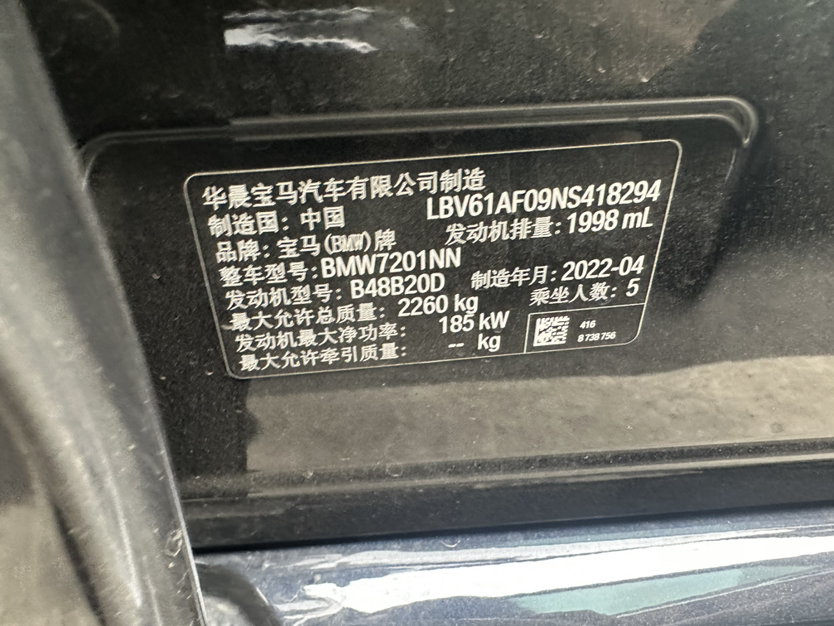 华晨宝马汽车有限公司制造
制造国: 中国 LBV61AF09NS418294
品牌: 宝马(BMW)牌 发动机排量: 1998 mL
整车型号: BMW7201NN
发动机型号: B48B20D 制造年月: 2022-04
最大允许总质量: 2260 kg 乘坐人数: 5
发动机最大净功率: 185 kW
最大允许牵引质量: -- kg
416
8738756